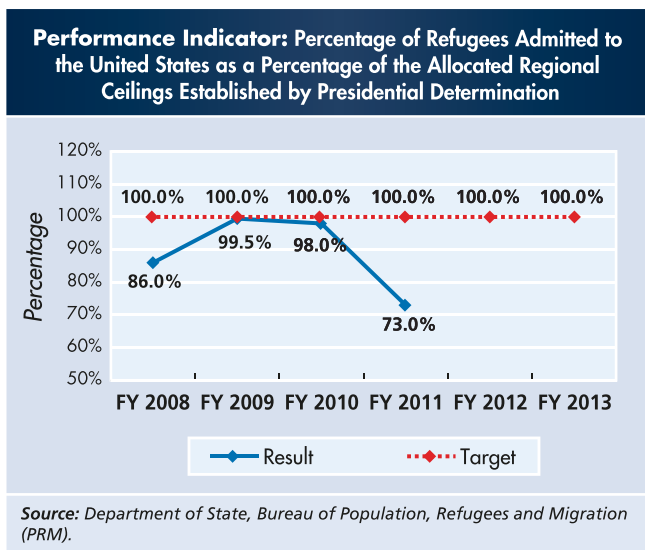 Performance Indicator: Percentage of Refugees Admitted to
the United States as a Percentage of the Allocated Regional
Ceilings Established by Presidential Determination
Percentage
120%
110%
100%
90%
80%
70%
60%
50%
100.0% 100.0% 100.0% 100.0% 100.0% 100.0%
99.5% 98.0%
86.0%
73.0%
FY 2008 FY 2009 FY 2010 FY 2011 FY 2012 FY 2013
Result Target
Source: Department of State, Bureau of Population, Refugees and Migration
(PRM).